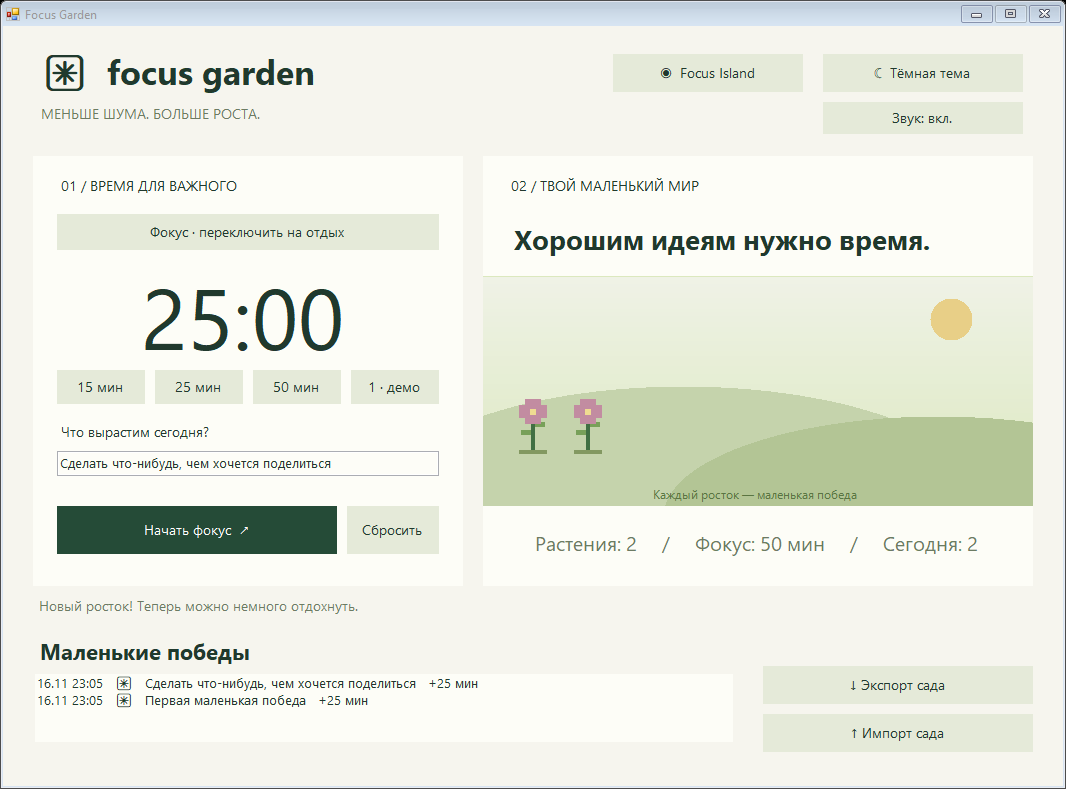 Focus Garden
focus garden
◉ Focus Island
☾ Тёмная тема
МЕНЬШЕ ШУМА. БОЛЬШЕ РОСТА.
Звук: вкл.
01 / ВРЕМЯ ДЛЯ ВАЖНОГО
Фокус · переключить на отдых
25:00
15 мин
25 мин
50 мин
1 · демо
Что вырастим сегодня?
Сделать что-нибудь, чем хочется поделиться
Начать фокус ↗
Сбросить
02 / ТВОЙ МАЛЕНЬКИЙ МИР
Хорошим идеям нужно время.
Каждый росток — маленькая победа
Растения: 2 / Фокус: 50 мин / Сегодня: 2
Новый росток! Теперь можно немного отдохнуть.
Маленькие победы
16.11 23:05 Сделать что-нибудь, чем хочется поделиться +25 мин
16.11 23:05 Первая маленькая победа +25 мин
↓ Экспорт сада
↑ Импорт сада